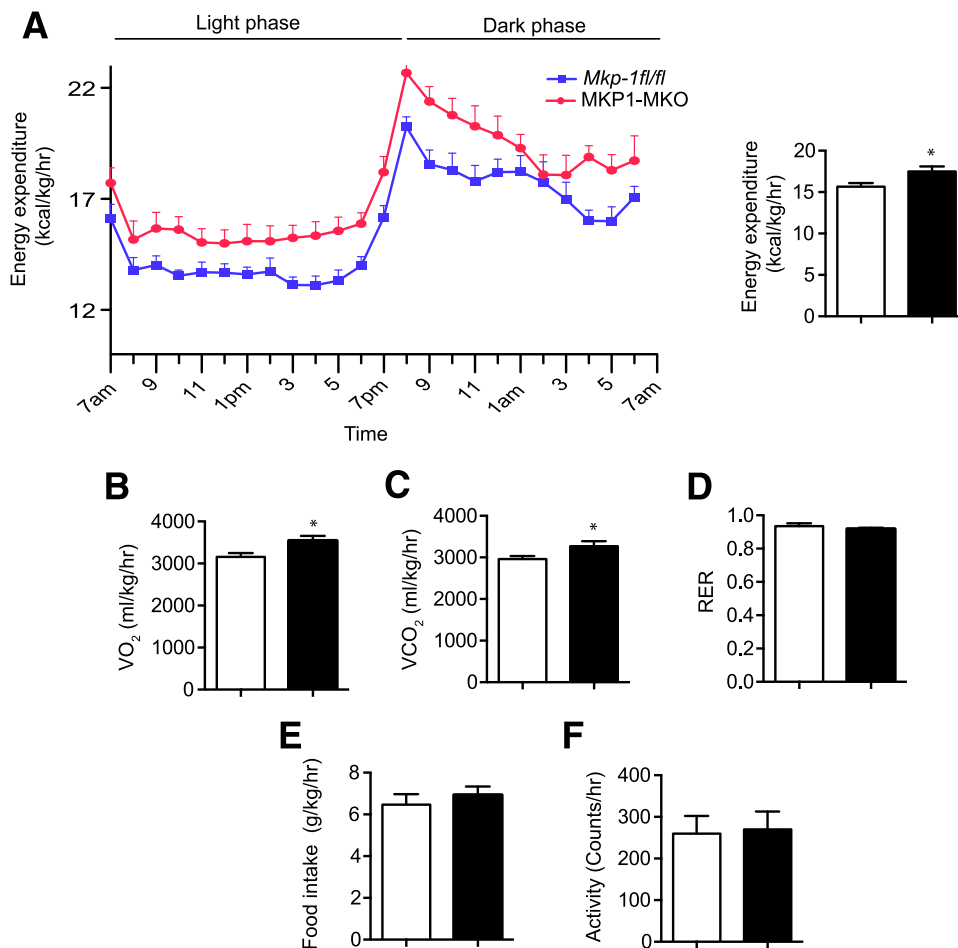 A
Light phase
Dark phase
Energy expenditure
(kcal/kg/hr)
22
17
12
Mkp-1fl/fl
MKP1-MKO
7am
9
11
1pm
3
5
7pm
9
11
1am
3
5
7am
Time
Energy expenditure
(kcal/kg/hr)
20
15
10
5
0
*
B
VO2 (ml/kg/hr)
4000
3000
2000
1000
0
*
C
VCO2 (ml/kg/hr)
4000
3000
2000
1000
0
*
D
RER
1.0
0.8
0.6
0.4
0.2
0.0
E
Food intake (g/kg/hr)
8
6
4
2
0
F
Activity (Counts/hr)
400
300
200
100
0